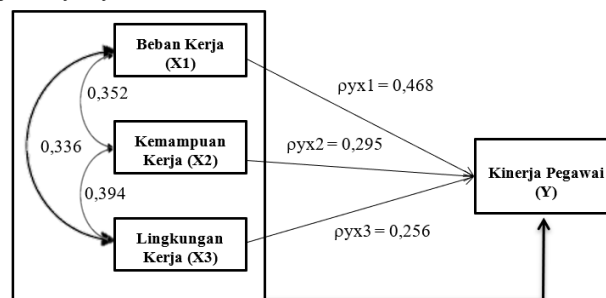 Beban Kerja
(X1)
0,352
ρyx1 = 0,468
0,336
Kemampuan
Kerja (X2)
ρyx2 = 0,295
0,394
Kinerja Pegawai
(Y)
Lingkungan
Kerja (X3)
ρyx3 = 0,256